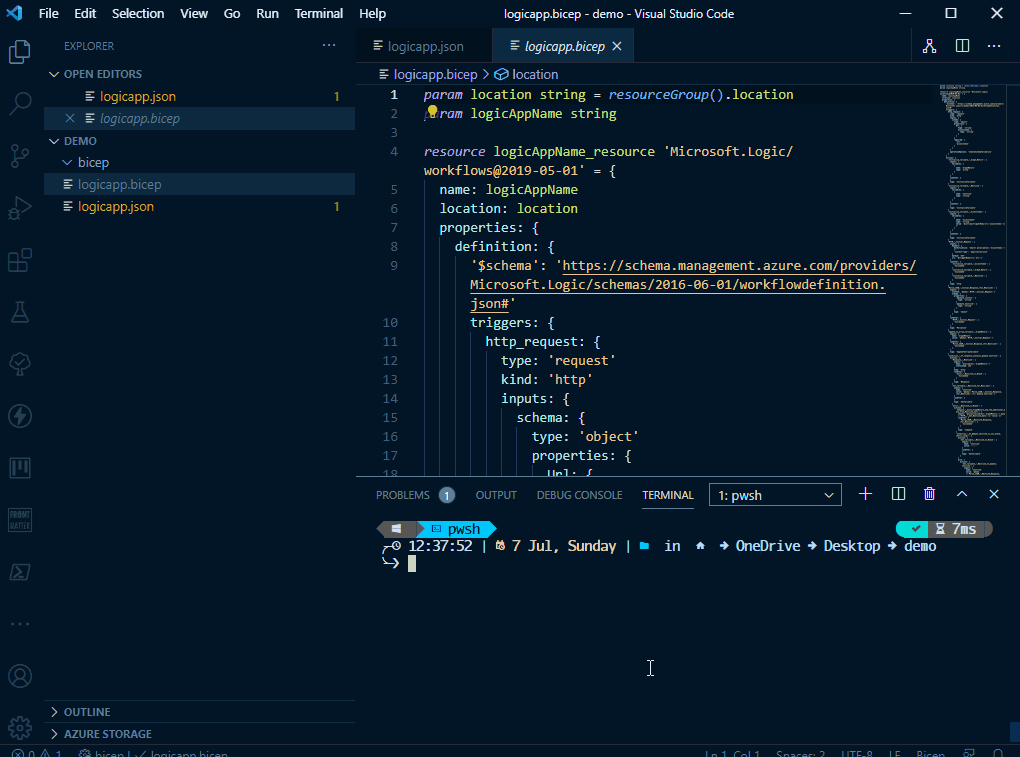 File Edit Selection View Go Run Terminal Help logicapp.bicep - demo - Visual Studio Code
EXPLORER
OPEN EDITORS
logicapp.json 1
logicapp.bicep
DEMO
bicep
logicapp.bicep
logicapp.json 1
OUTLINE
AZURE STORAGE
FRONT
MATTER
logicapp.json logicapp.bicep
logicapp.bicep > location
1 param location string = resourceGroup().location
2 ram logicAppName string
3
4 resource logicAppName_resource 'Microsoft.Logic/
workflows@2019-05-01' = {
5 name: logicAppName
6 location: location
7 properties: {
8 definition: {
9 '$schema': 'https://schema.management.azure.com/providers/
Microsoft.Logic/schemas/2016-06-01/workflowdefinition.
json#'
10 triggers: {
11 http_request: {
12 type: 'request'
13 kind: 'http'
14 inputs: {
15 schema: {
16 type: 'object'
17 properties: {
18 Url: {
PROBLEMS 1 OUTPUT DEBUG CONSOLE TERMINAL 1: pwsh
pwsh 7ms
12:37:52 | 7 Jul, Sunday | in OneDrive Desktop demo
0 1 bicep | logicapp.bicep Ln 1, Col 1 Spaces: 2 UTF-8 LF Bicep